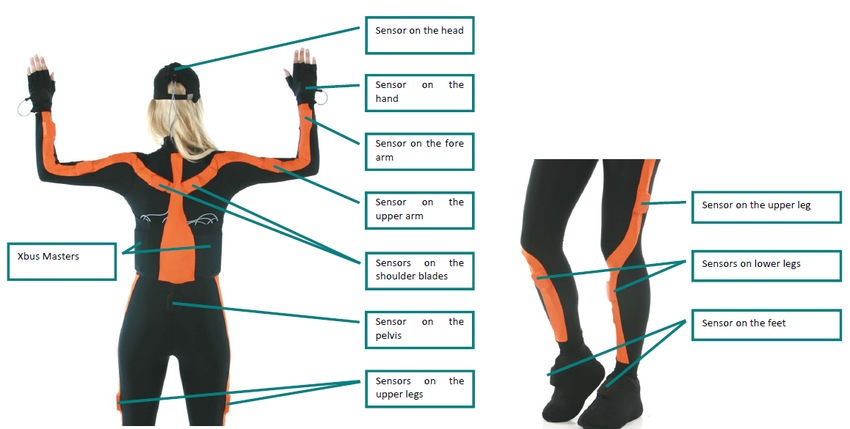 Sensor on the head
Sensor on the
hand
Sensor on the fore
arm
Sensor on the
upper arm
Xbus Masters
Sensors on the
shoulder blades
Sensor on the
pelvis
Sensors on the
upper legs
Sensor on the upper leg
Sensors on lower legs
Sensor on the feet